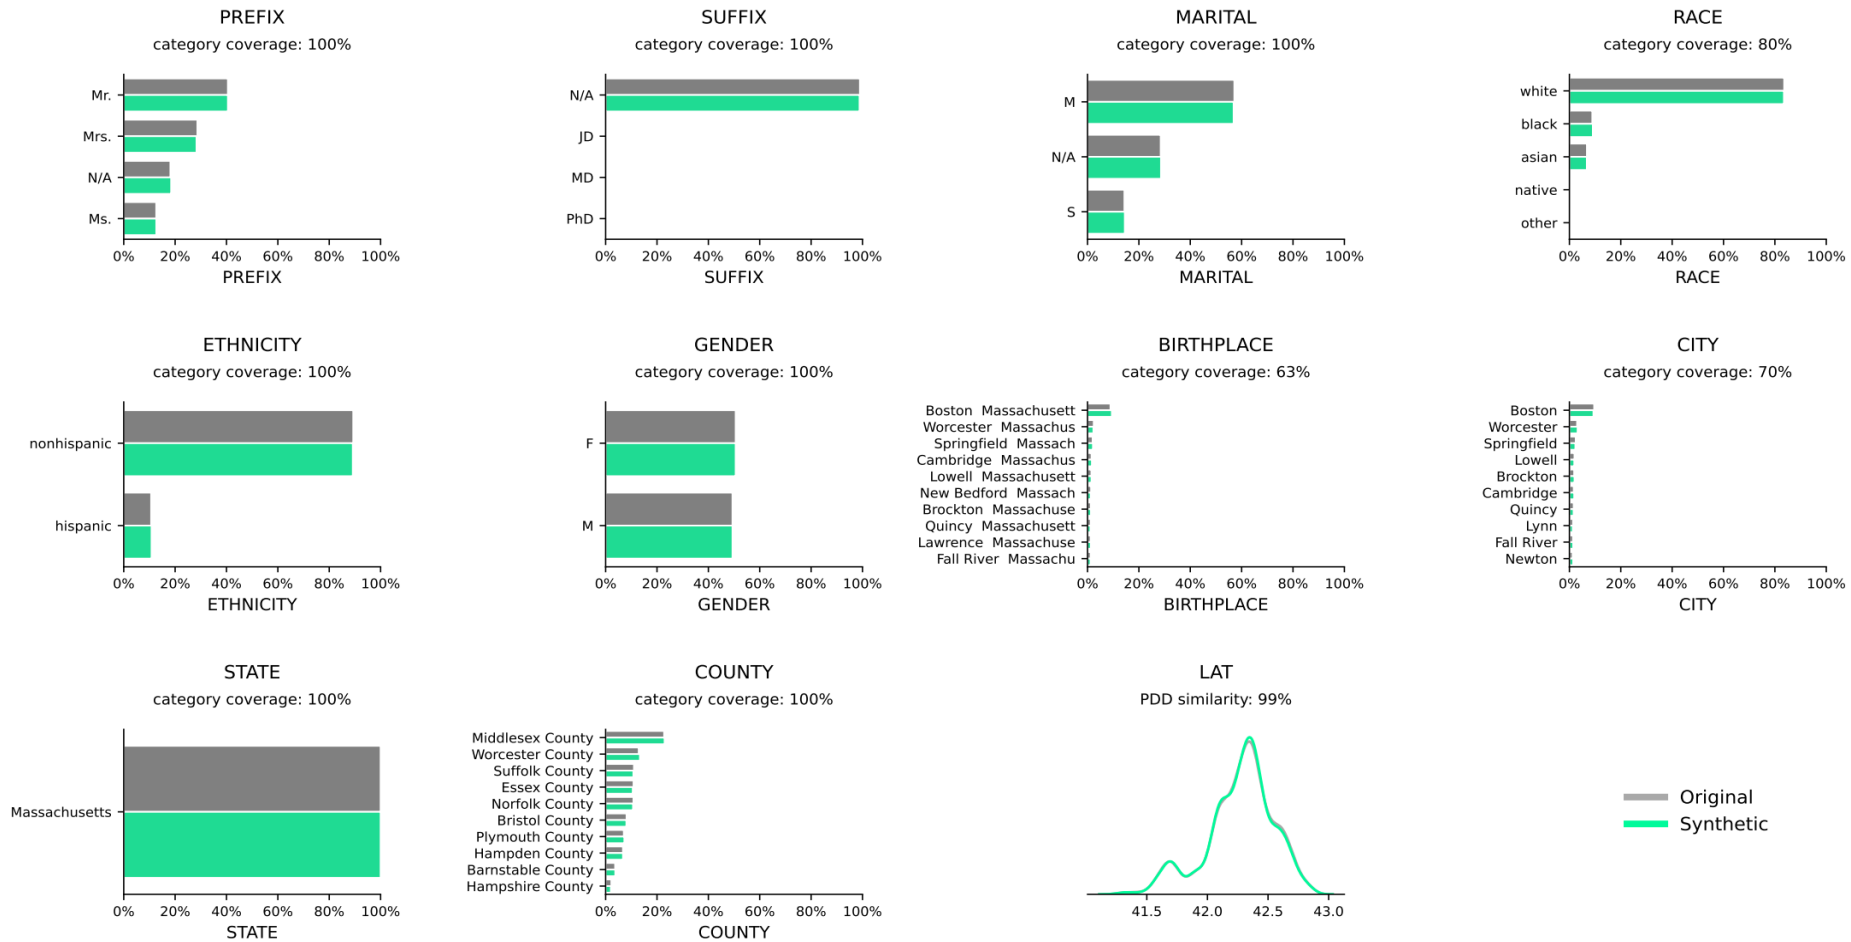 PREFIX
category coverage: 100%
Mr.
Mrs.
N/A
Ms.
0% 20% 40% 60% 80% 100%
PREFIX
SUFFIX
category coverage: 100%
N/A
JD
MD
PhD
0% 20% 40% 60% 80% 100%
SUFFIX
MARITAL
category coverage: 100%
M
N/A
S
0% 20% 40% 60% 80% 100%
MARITAL
RACE
category coverage: 80%
white
black
asian
native
other
0% 20% 40% 60% 80% 100%
RACE
ETHNICITY
category coverage: 100%
nonhispanic
hispanic
0% 20% 40% 60% 80% 100%
ETHNICITY
GENDER
category coverage: 100%
F
M
0% 20% 40% 60% 80% 100%
GENDER
BIRTHPLACE
category coverage: 63%
Boston  Massachusett
Worcester  Massachus
Springfield  Massach
Cambridge  Massachus
Lowell  Massachusett
New Bedford  Massach
Brockton  Massachuse
Quincy  Massachusett
Lawrence  Massachuse
Fall River  Massachu
0% 20% 40% 60% 80% 100%
BIRTHPLACE
CITY
category coverage: 70%
Boston
Worcester
Springfield
Lowell
Brockton
Cambridge
Quincy
Lynn
Fall River
Newton
0% 20% 40% 60% 80% 100%
CITY
STATE
category coverage: 100%
Massachusetts
0% 20% 40% 60% 80% 100%
STATE
COUNTY
category coverage: 100%
Middlesex County
Worcester County
Suffolk County
Essex County
Norfolk County
Bristol County
Plymouth County
Hampden County
Barnstable County
Hampshire County
0% 20% 40% 60% 80% 100%
COUNTY
LAT
PDD similarity: 99%
41.5 42.0 42.5 43.0
Original
Synthetic